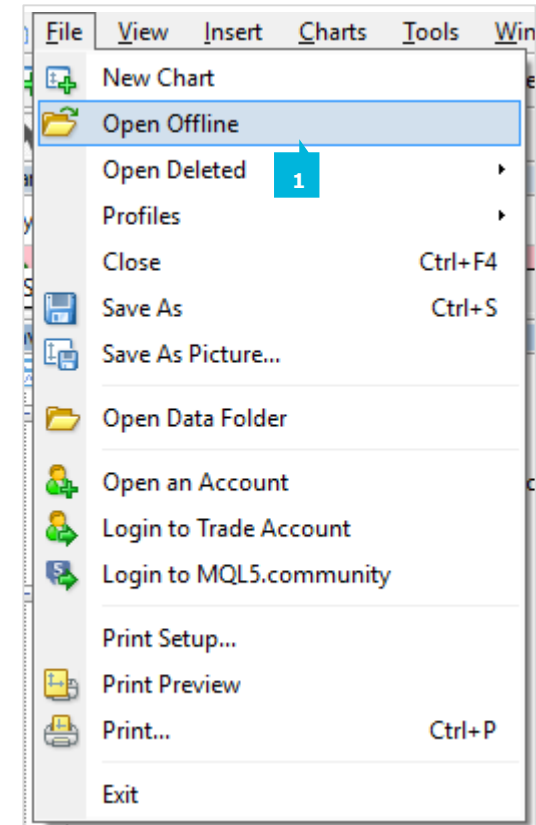 File View Insert Charts Tools Win
New Chart
Open Offline
Open Deleted
1
Profiles
Close Ctrl+F4
Save As Ctrl+S
Save As Picture...
Open Data Folder
Open an Account
Login to Trade Account
Login to MQL5.community
Print Setup...
Print Preview
Print... Ctrl+P
Exit